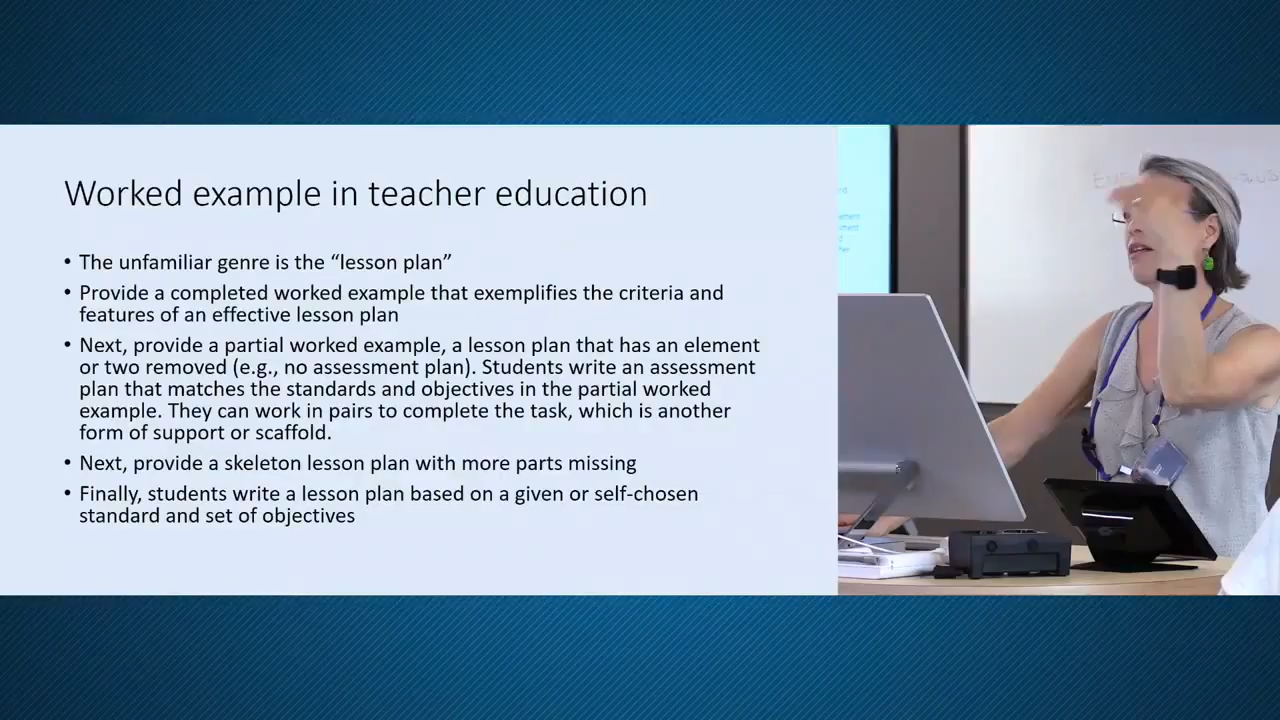 Worked example in teacher education
• The unfamiliar genre is the “lesson plan”
• Provide a completed worked example that exemplifies the criteria and
features of an effective lesson plan
• Next, provide a partial worked example, a lesson plan that has an element
or two removed (e.g., no assessment plan). Students write an assessment
plan that matches the standards and objectives in the partial worked
example. They can work in pairs to complete the task, which is another
form of support or scaffold.
• Next, provide a skeleton lesson plan with more parts missing
• Finally, students write a lesson plan based on a given or self-chosen
standard and set of objectives